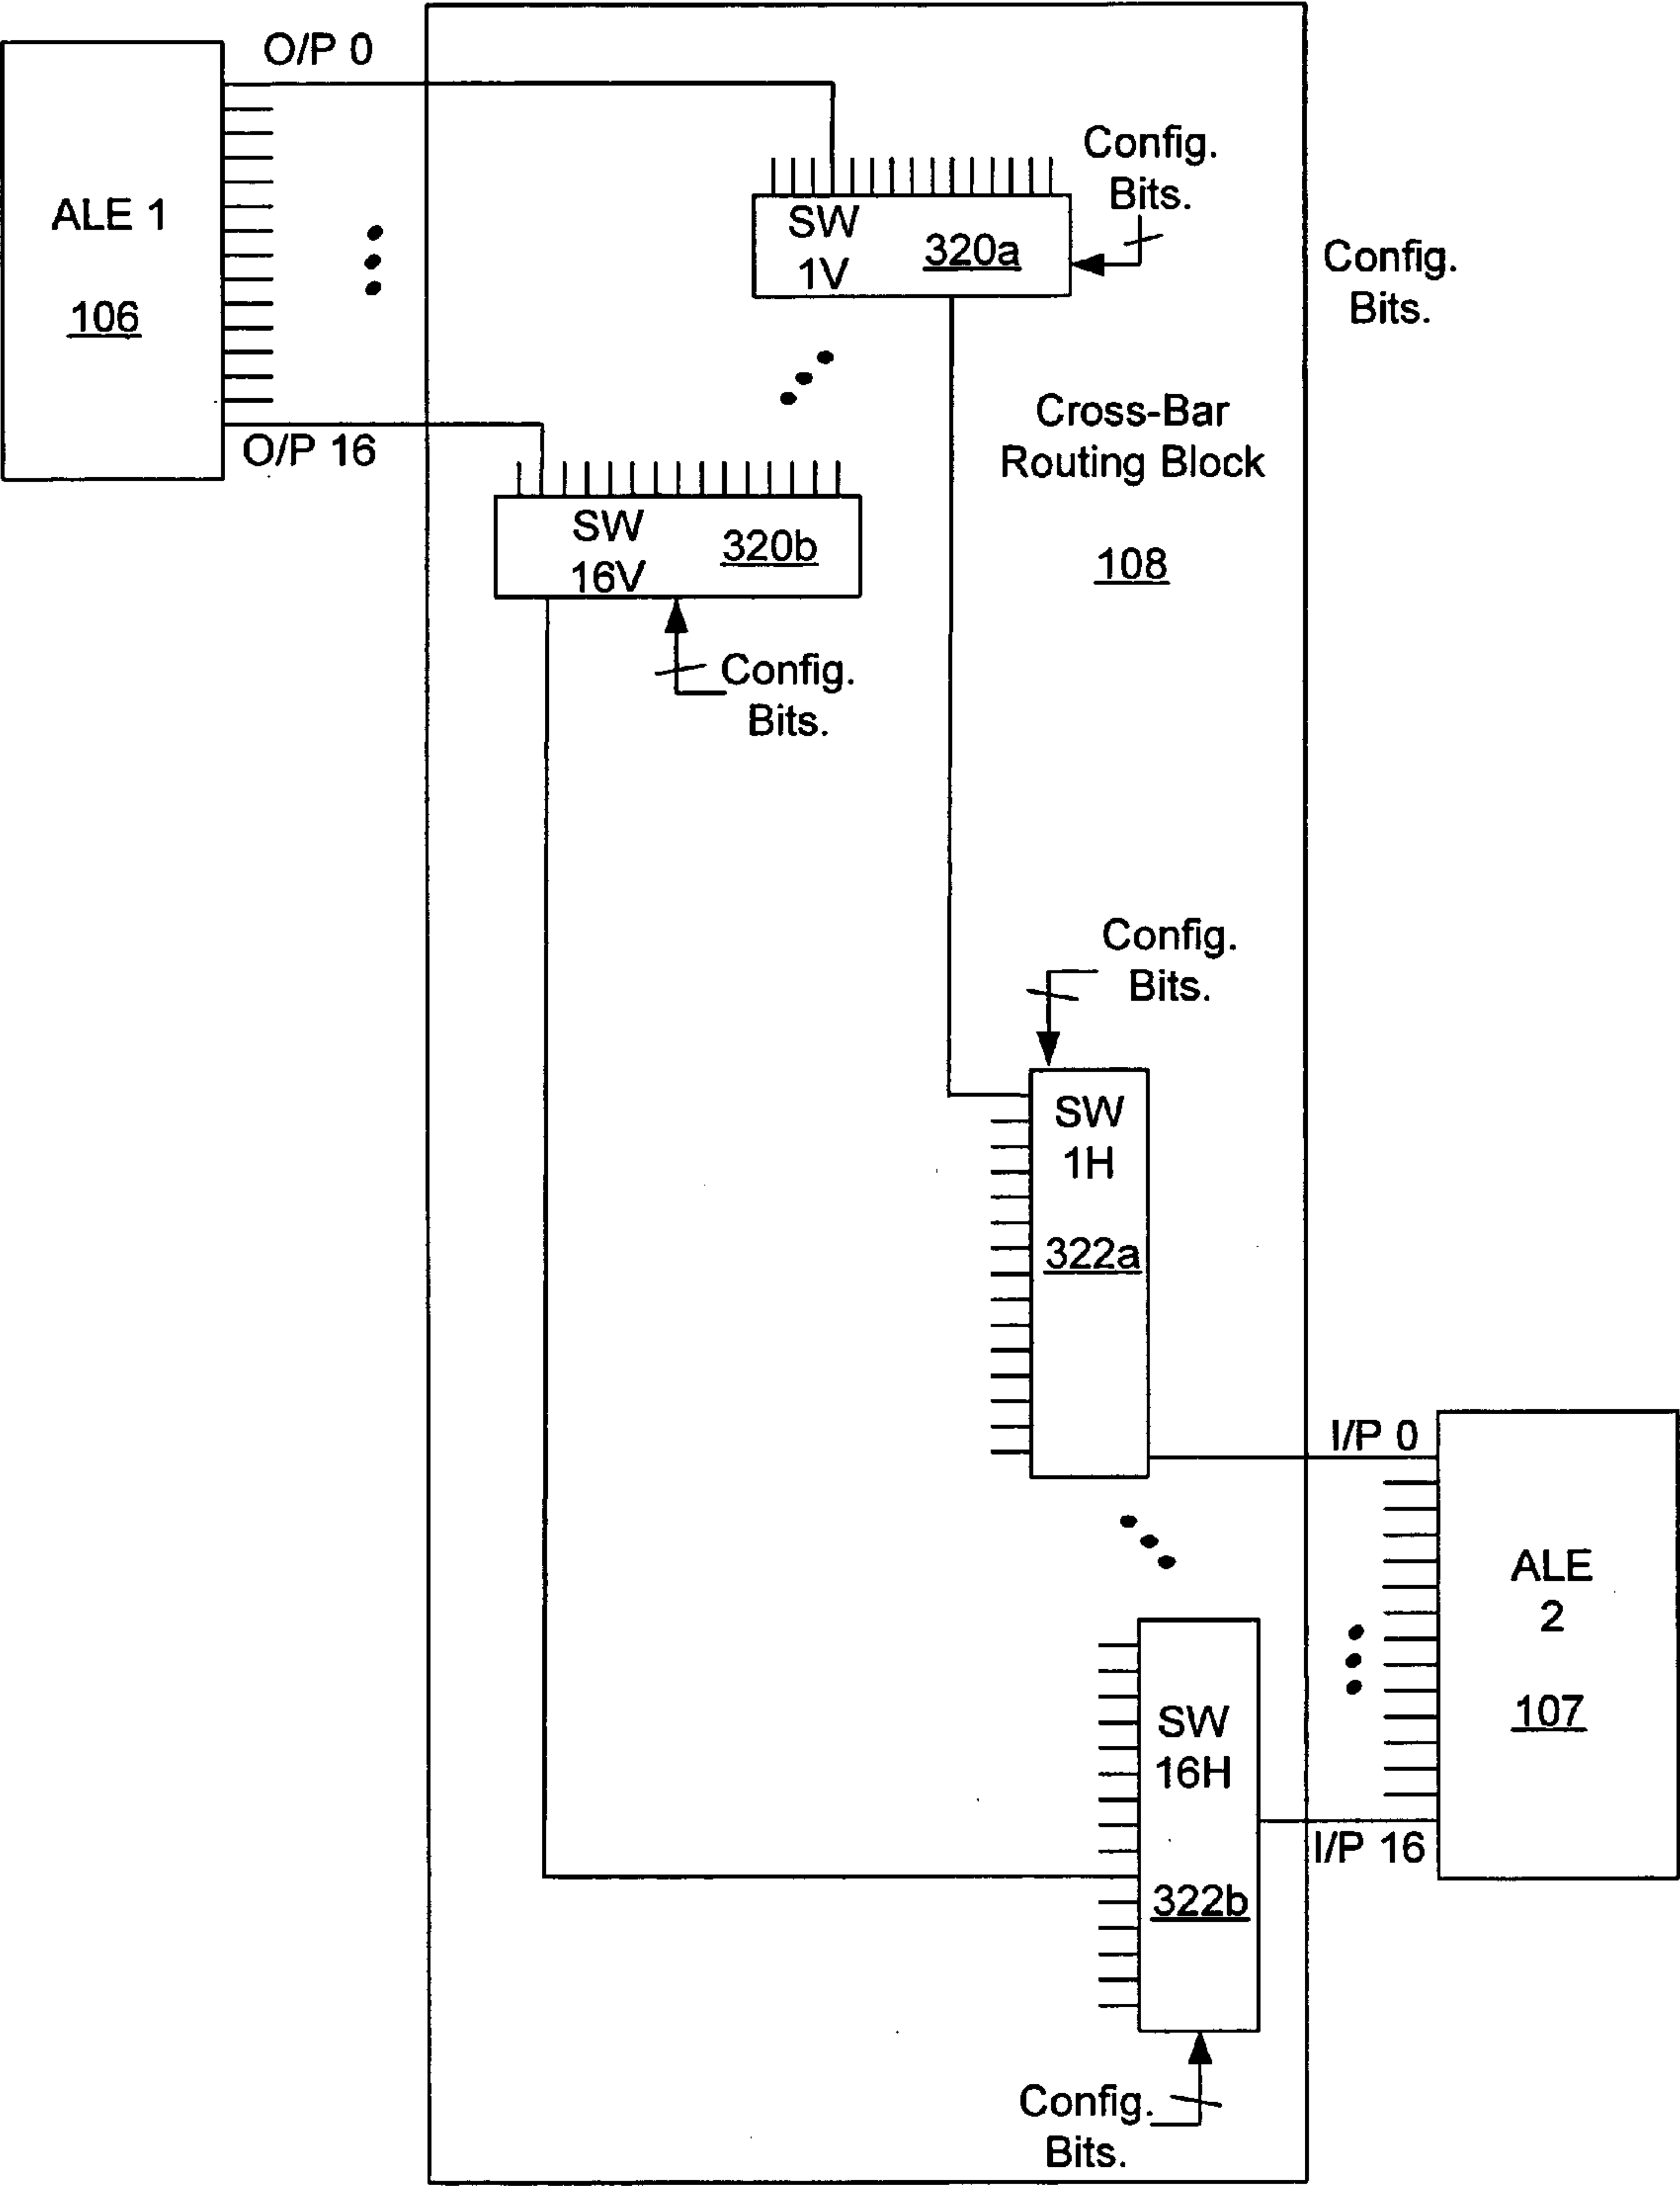 O/P 0
ALE 1
106
O/P 16
Config.
Bits.
SW
1V
320a
Config.
Bits.
Cross-Bar
Routing Block
108
SW
16V
320b
Config.
Bits.
Config.
Bits.
SW
1H
322a
I/P 0
ALE
2
107
I/P 16
SW
16H
322b
Config.
Bits.